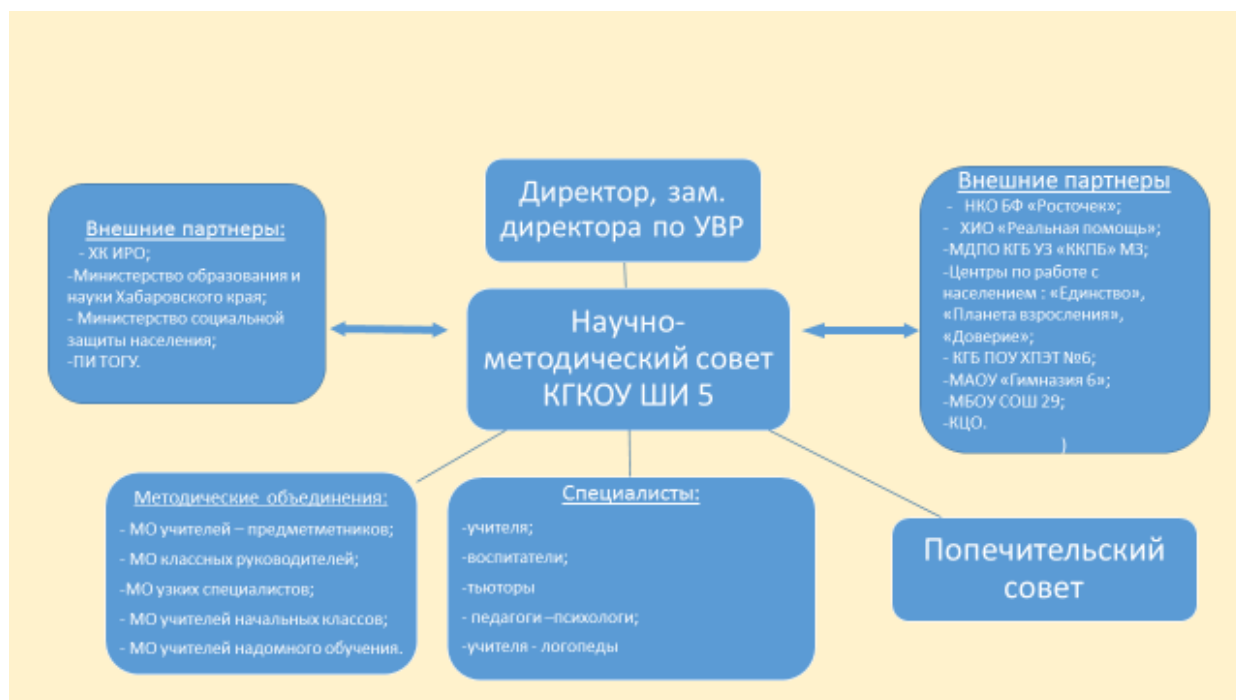 Директор, зам.
директора по УВР
Внешние партнеры:
- ХК ИРО;
-Министерство образования и
науки Хабаровского края;
- Министерство социальной
защиты населения;
-ПИ ТОГУ.
Научно-
методический совет
КГКОУ ШИ 5
Внешние партнеры
- НКО БФ «Росточек»;
- ХИО «Реальная помощь»;
-МДПО КГБ УЗ «ККПБ» МЗ;
-Центры по работе с
населением : «Единство»,
«Планета взросления»,
«Доверие»;
- КГБ ПОУ ХПЭТ №6;
-МАОУ «Гимназия 6»;
-МБОУ СОШ 29;
-КЦО.
)
Методические объединения:
- МО учителей – предметметников;
- МО классных руководителей;
-МО узких специалистов;
- МО учителей начальных классов;
- МО учителей надомного обучения.
Специалисты:
-учителя;
-воспитатели;
-тьюторы
- педагоги –психологи;
-учителя - логопеды
Попечительский
совет